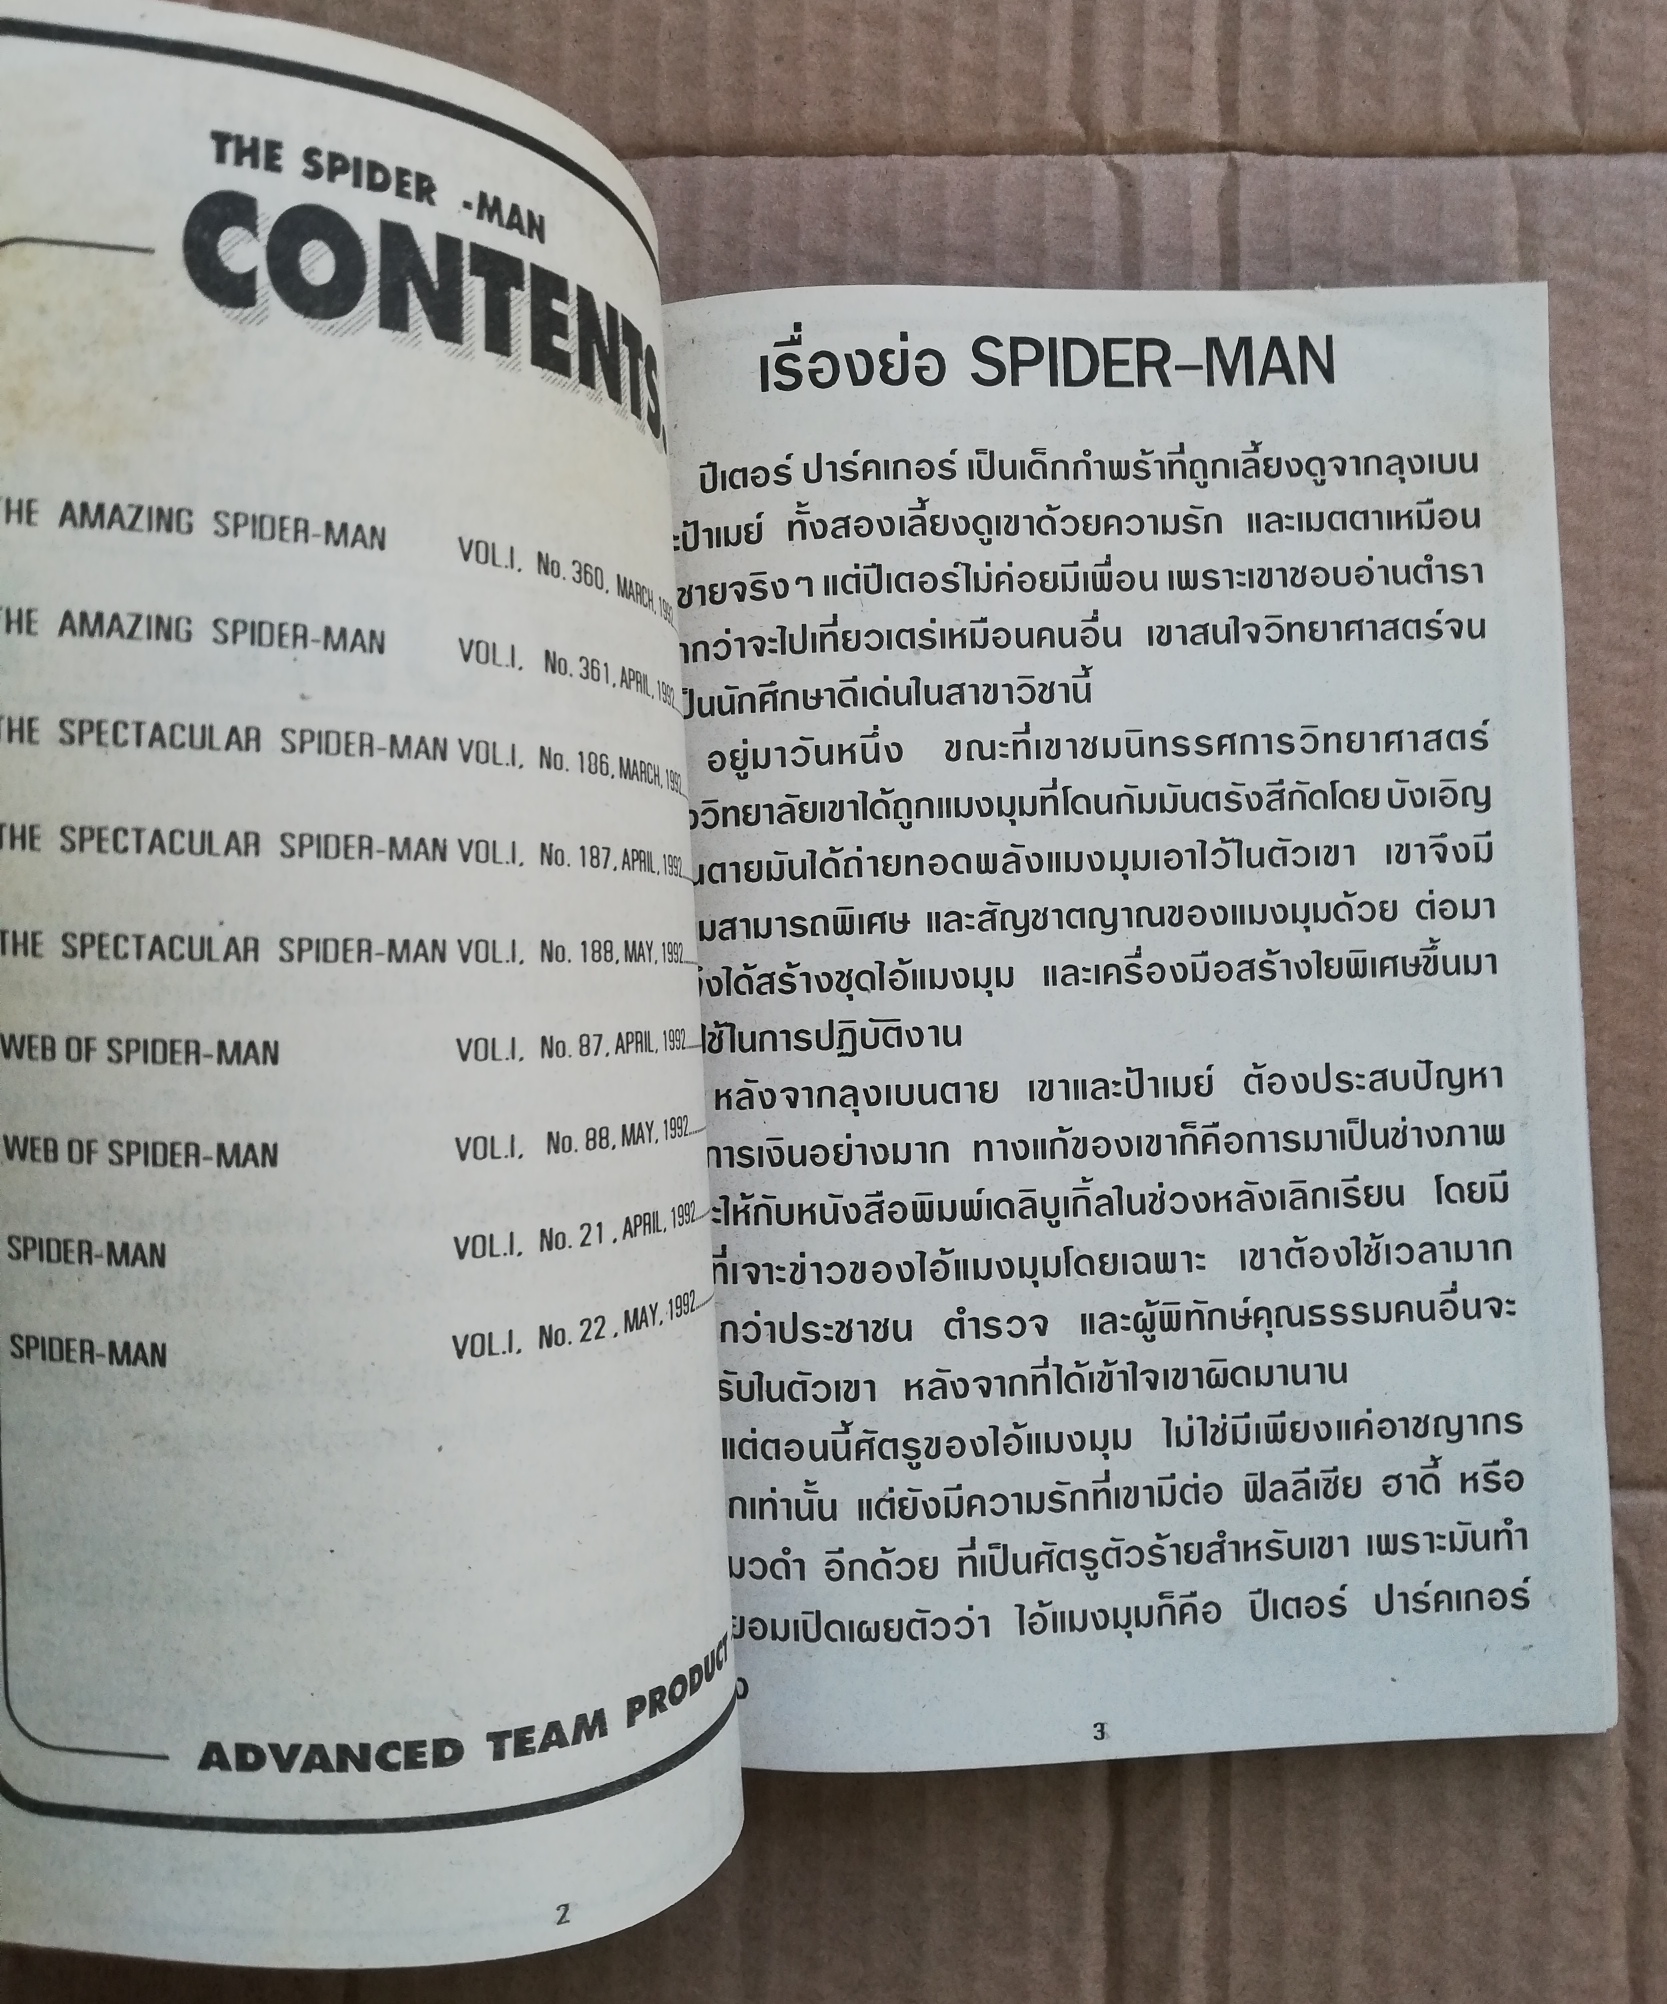 THE SPIDER -MAN
CONTENTS.
THE AMAZING SPIDER-MAN VOL.I, No. 360, MARCH, 1992
THE AMAZING SPIDER-MAN VOL.I, No. 361, APRIL, 1992
THE SPECTACULAR SPIDER-MAN VOL.I, No. 186, MARCH, 1992
THE SPECTACULAR SPIDER-MAN VOL.I, No. 187, APRIL, 1992
THE SPECTACULAR SPIDER-MAN VOL.I, No. 188, MAY, 1992
WEB OF SPIDER-MAN VOL.I, No. 87, APRIL, 1992
WEB OF SPIDER-MAN VOL.I, No. 88, MAY, 1992
SPIDER-MAN VOL.I, No. 21, APRIL, 1992
SPIDER-MAN VOL.I, No. 22, MAY, 1992
ADVANCED TEAM PRODUCT
2
เรื่องย่อ SPIDER-MAN
ปีเตอร์ ปาร์คเกอร์ เป็นเด็กกำพร้าที่ถูกเลี้ยงดูจากลุงเบน
ะป้าเมย์ ทั้งสองเลี้ยงดูเขาด้วยความรัก และเมตตาเหมือน
ชายจริงๆ แต่ปีเตอร์ไม่ค่อยมีเพื่อน เพราะเขาชอบอ่านตำรา
ากกว่าจะไปเที่ยวเตร่เหมือนคนอื่น เขาสนใจวิทยาศาสตร์จน
เป็นนักศึกษาดีเด่นในสาขาวิชานี้
อยู่มาวันหนึ่ง ขณะที่เขาชมนิทรรศการวิทยาศาสตร์
วิทยาลัยเขาได้ถูกแมงมุมที่โดนกัมมันตรังสีกัดโดยบังเอิญ
นตายมันได้ถ่ายทอดพลังแมงมุมเอาไว้ในตัวเขา เขาจึงมี
มสามารถพิเศษ และสัญชาตญาณของแมงมุมด้วย ต่อมา
งได้สร้างชุดไอ้แมงมุม และเครื่องมือสร้างใยพิเศษขึ้นมา
ใช้ในการปฏิบัติงาน
หลังจากลุงเบนตาย เขาและป้าเมย์ ต้องประสบปัญหา
การเงินอย่างมาก ทางแก้ของเขาก็คือการมาเป็นช่างภาพ
ะให้กับหนังสือพิมพ์เดลิบูเกิ้ลในช่วงหลังเลิกเรียน โดยมี
ที่เจาะข่าวของไอ้แมงมุมโดยเฉพาะ เขาต้องใช้เวลามาก
กว่าประชาชน ตำรวจ และผู้พิทักษ์คุณธรรมคนอื่นจะ
รับในตัวเขา หลังจากที่ได้เข้าใจเขาผิดมานาน
แต่ตอนนี้ศัตรูของไอ้แมงมุม ไม่ใช่มีเพียงแค่อาชญากร
กเท่านั้น แต่ยังมีความรักที่เขามีต่อ ฟิลลีเซีย ฮาดี้ หรือ
มวดำ อีกด้วย ที่เป็นศัตรูตัวร้ายสำหรับเขา เพราะมันทำ
ยอมเปิดเผยตัวว่า ไอ้แมงมุมก็คือ ปีเตอร์ ปาร์คเกอร์
3